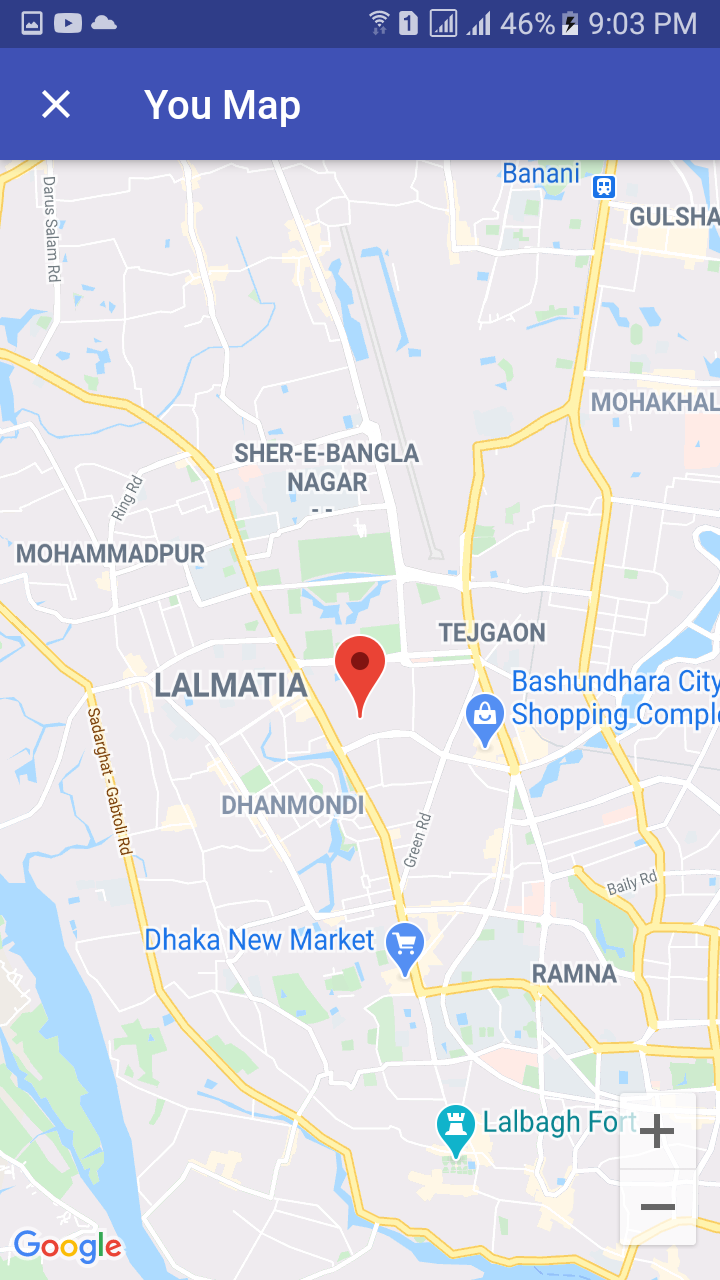 1 46% 9:03 PM
You Map
Banani
Darus Salam Rd
GULSHA
MOHAKHAL
SHER-E-BANGLA
NAGAR
Ring Rd
MOHAMMADPUR
TEJGAON
LALMATIA
Bashundhara City
Shopping Comple
Sadarghat - Gabtoli Rd
DHANMONDI
Green Rd
Baily Rd
Dhaka New Market
RAMNA
Lalbagh Fort
Google